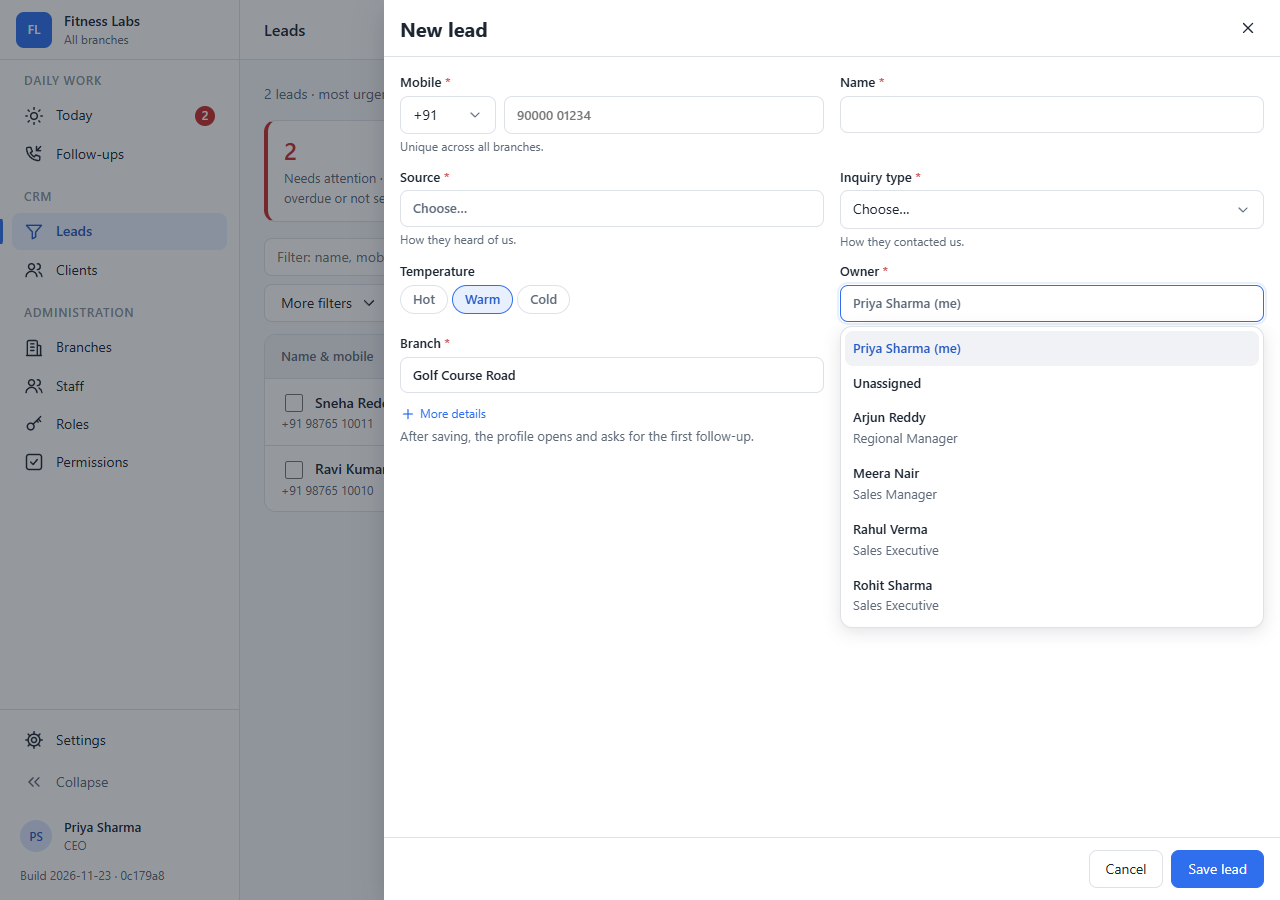 FL
Fitness Labs
All branches
DAILY WORK
Today
2
Follow-ups
CRM
Leads
Clients
ADMINISTRATION
Branches
Staff
Roles
Permissions
Settings
Collapse
PS
Priya Sharma
CEO
Build 2026-11-23 · 0c179a8
Leads
2 leads · most urgen
2
Needs attention ·
overdue or not se
Filter: name, mob
More filters
Name & mobile
Sneha Redd
+91 98765 10011
Ravi Kumar
+91 98765 10010
New lead
Mobile *
+91
90000 01234
Unique across all branches.
Name *
Source *
Choose...
How they heard of us.
Inquiry type *
Choose...
How they contacted us.
Temperature
Hot
Warm
Cold
Owner *
Priya Sharma (me)
Priya Sharma (me)
Unassigned
Arjun Reddy
Regional Manager
Meera Nair
Sales Manager
Rahul Verma
Sales Executive
Rohit Sharma
Sales Executive
Branch *
Golf Course Road
+ More details
After saving, the profile opens and asks for the first follow-up.
Cancel
Save lead